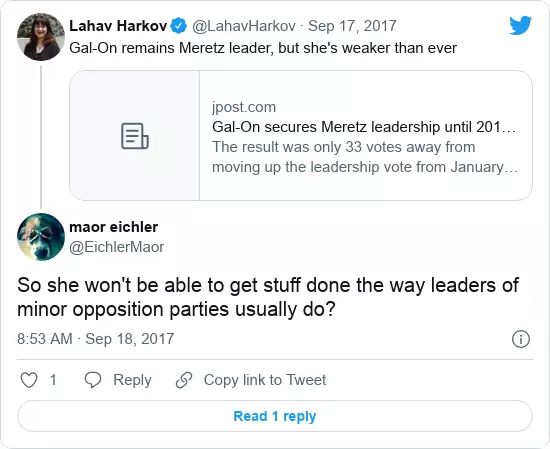 Lahav Harkov @LahavHarkov · Sep 17, 2017
Gal-On remains Meretz leader, but she's weaker than ever
jpost.com
Gal-On secures Meretz leadership until 201…
The result was only 33 votes away from
moving up the leadership vote from January…
maor eichler
@EichlerMaor
So she won't be able to get stuff done the way leaders of
minor opposition parties usually do?
8:53 AM · Sep 18, 2017
1 Reply Copy link to Tweet
Read 1 reply